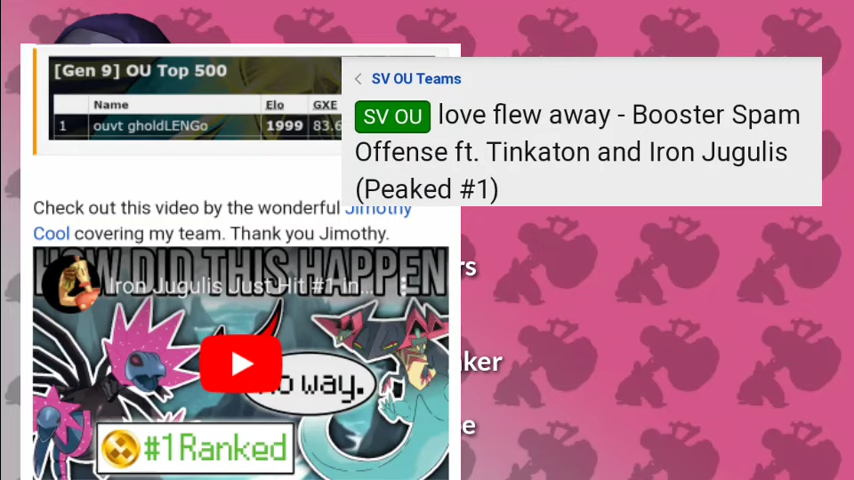 [Gen 9] OU Top 500
Name Elo GXE
1 ouvt gholdLENGo 1999 83.6
SV OU Teams
SV OU love flew away - Booster Spam
Offense ft. Tinkaton and Iron Jugulis
(Peaked #1)
Check out this video by the wonderful Jimothy
Cool covering my team. Thank you Jimothy.
HOW DID THIS HAPPEN
Iron Jugulis Just Hit #1 in...
no way.
#1 Ranked
rs
ker
e